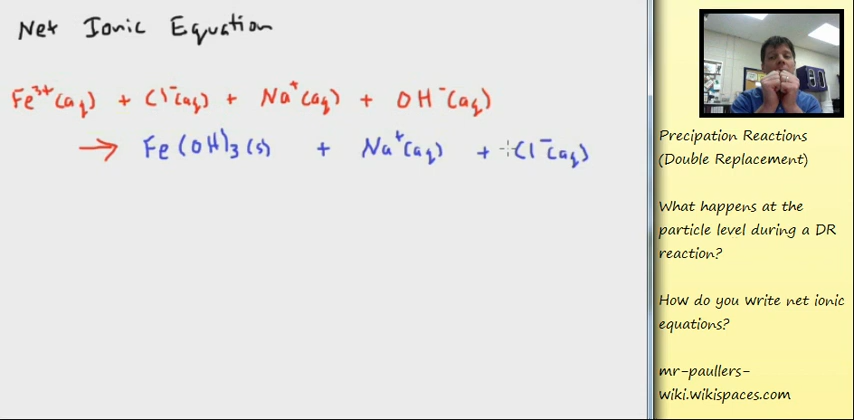 Net Ionic Equation
Fe³⁺(aq) + Cl⁻(aq) + Na⁺(aq) + OH⁻(aq)
→ Fe(OH)₃(s) + Na⁺(aq) + Cl⁻(aq)
Precipation Reactions
(Double Replacement)
What happens at the
particle level during a DR
reaction?
How do you write net ionic
equations?
mr-paullers-
wiki.wikispaces.com